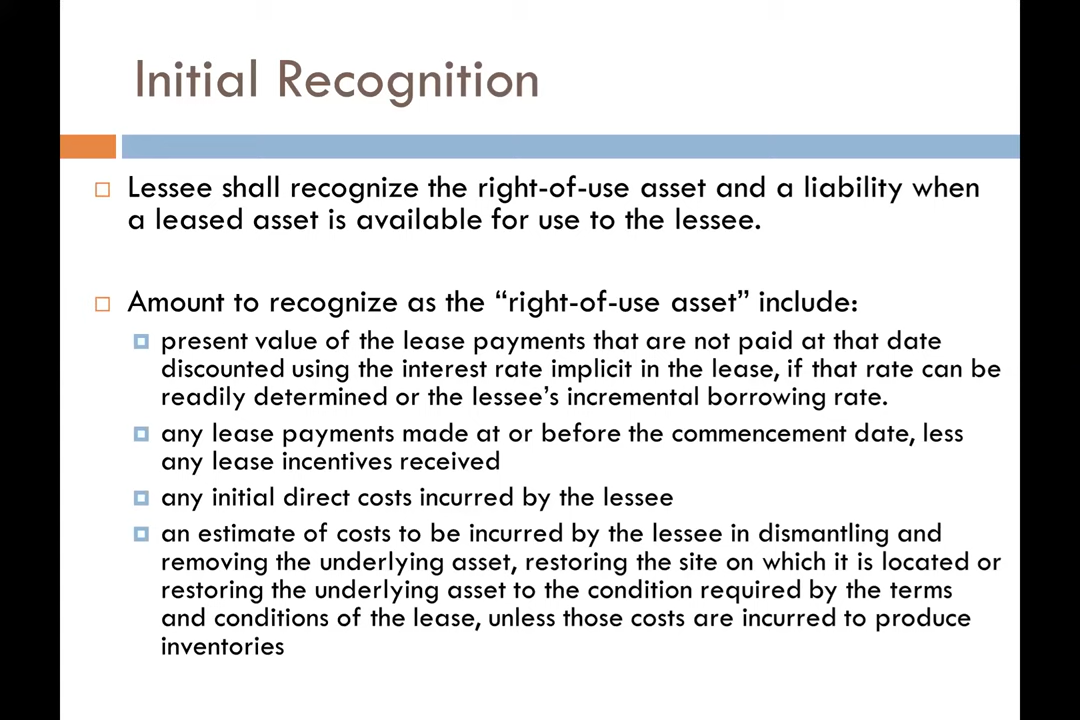 Initial Recognition
Lessee shall recognize the right-of-use asset and a liability when
a leased asset is available for use to the lessee.
Amount to recognize as the “right-of-use asset” include:
present value of the lease payments that are not paid at that date
discounted using the interest rate implicit in the lease, if that rate can be
readily determined or the lessee’s incremental borrowing rate.
any lease payments made at or before the commencement date, less
any lease incentives received
any initial direct costs incurred by the lessee
an estimate of costs to be incurred by the lessee in dismantling and
removing the underlying asset, restoring the site on which it is located or
restoring the underlying asset to the condition required by the terms
and conditions of the lease, unless those costs are incurred to produce
inventories